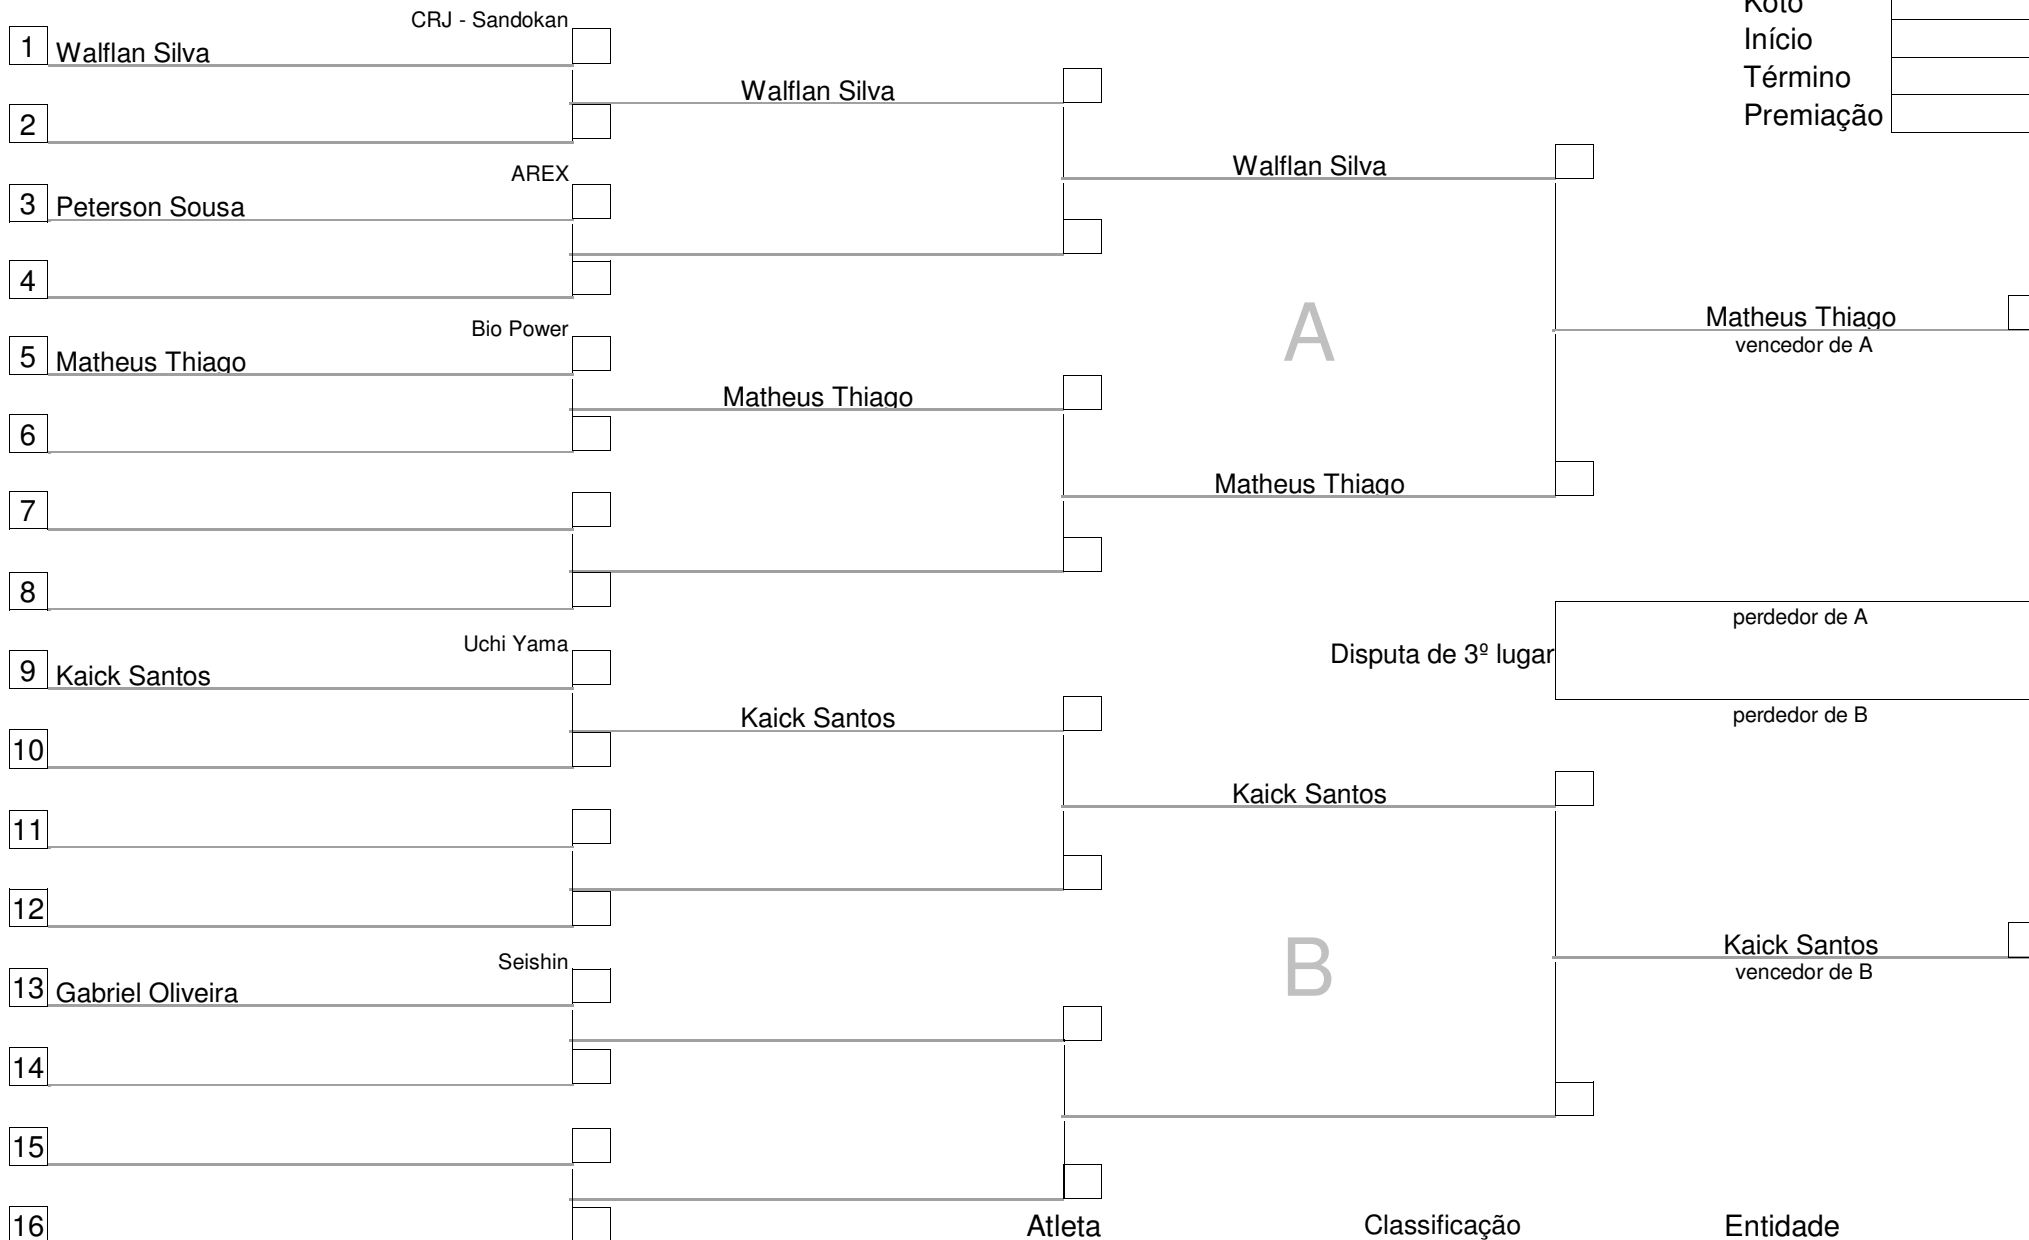 Koto
CRJ - Sandokan
Início
1 Walflan Silva
Término
Walflan Silva
Premiação
2
Walflan Silva
AREX
3 Peterson Sousa
4
A
Matheus Thiago
Bio Power
vencedor de A
5 Matheus Thiago
Matheus Thiago
6
Matheus Thiago
7
8
perdedor de A
Uchi Yama
Disputa de 3º lugar
9 Kaick Santos
perdedor de B
Kaick Santos
10
Kaick Santos
11
12
Kaick Santos
Seishin
B
vencedor de B
13 Gabriel Oliveira
14
15
16
Atleta Classificação Entidade